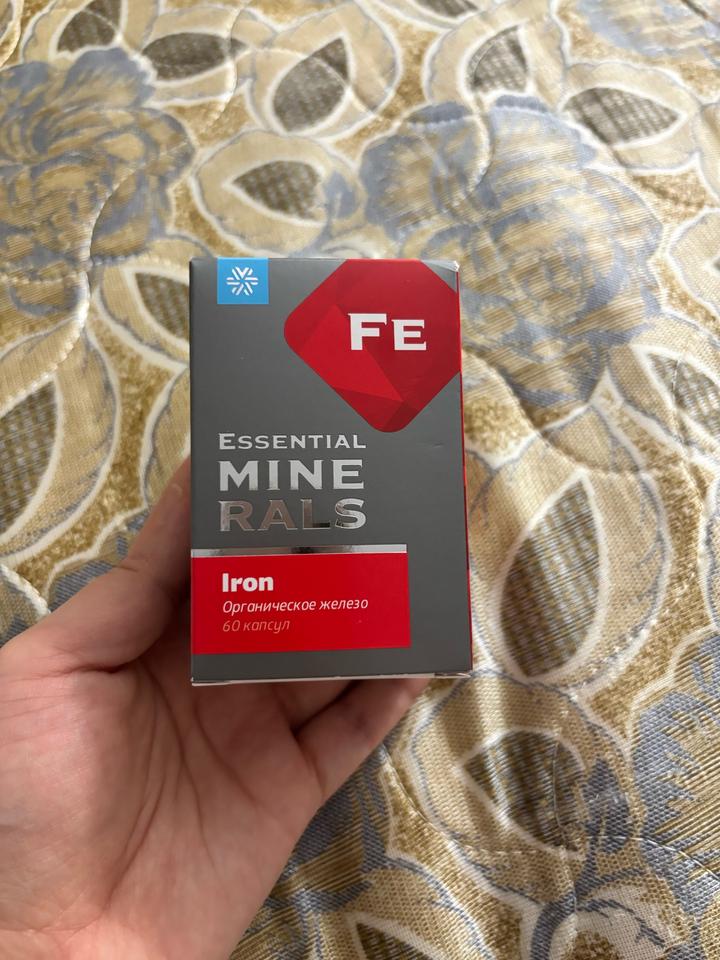 FE
ESSENTIAL
MINE
RALS
Iron
Органическое железо
60 капсул